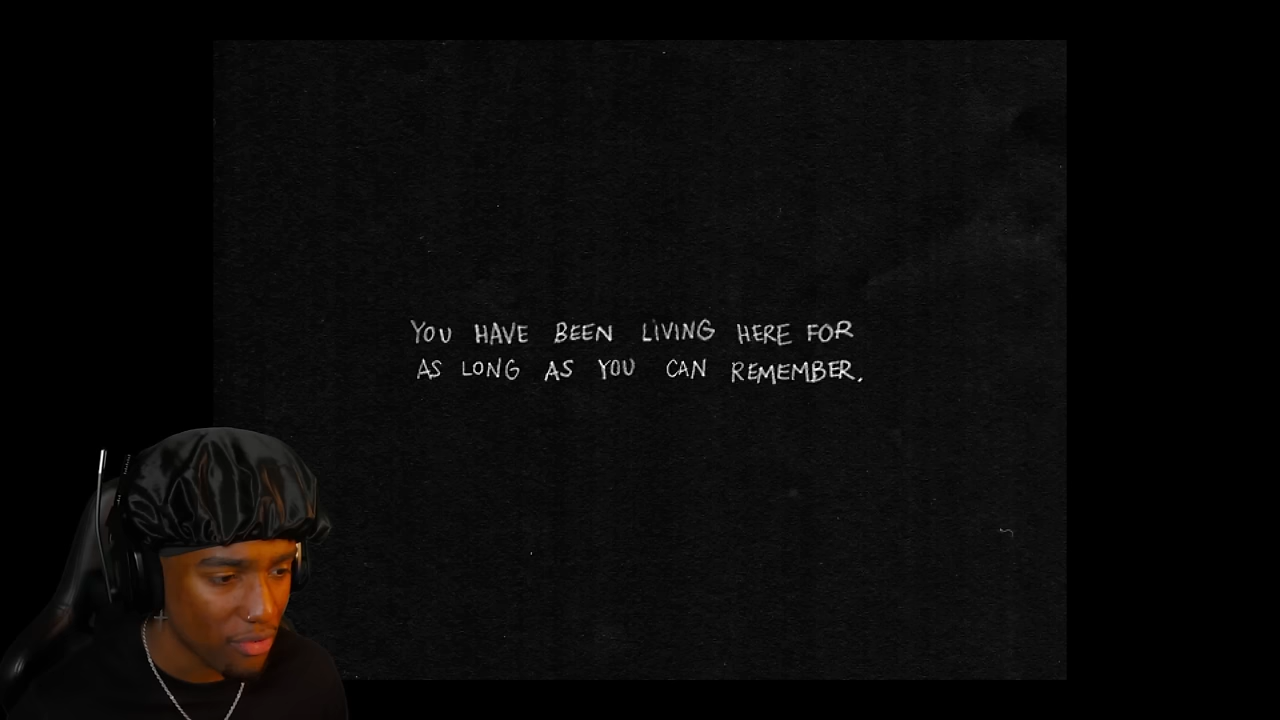 YOU HAVE BEEN LIVING HERE FOR
AS LONG AS YOU CAN REMEMBER.